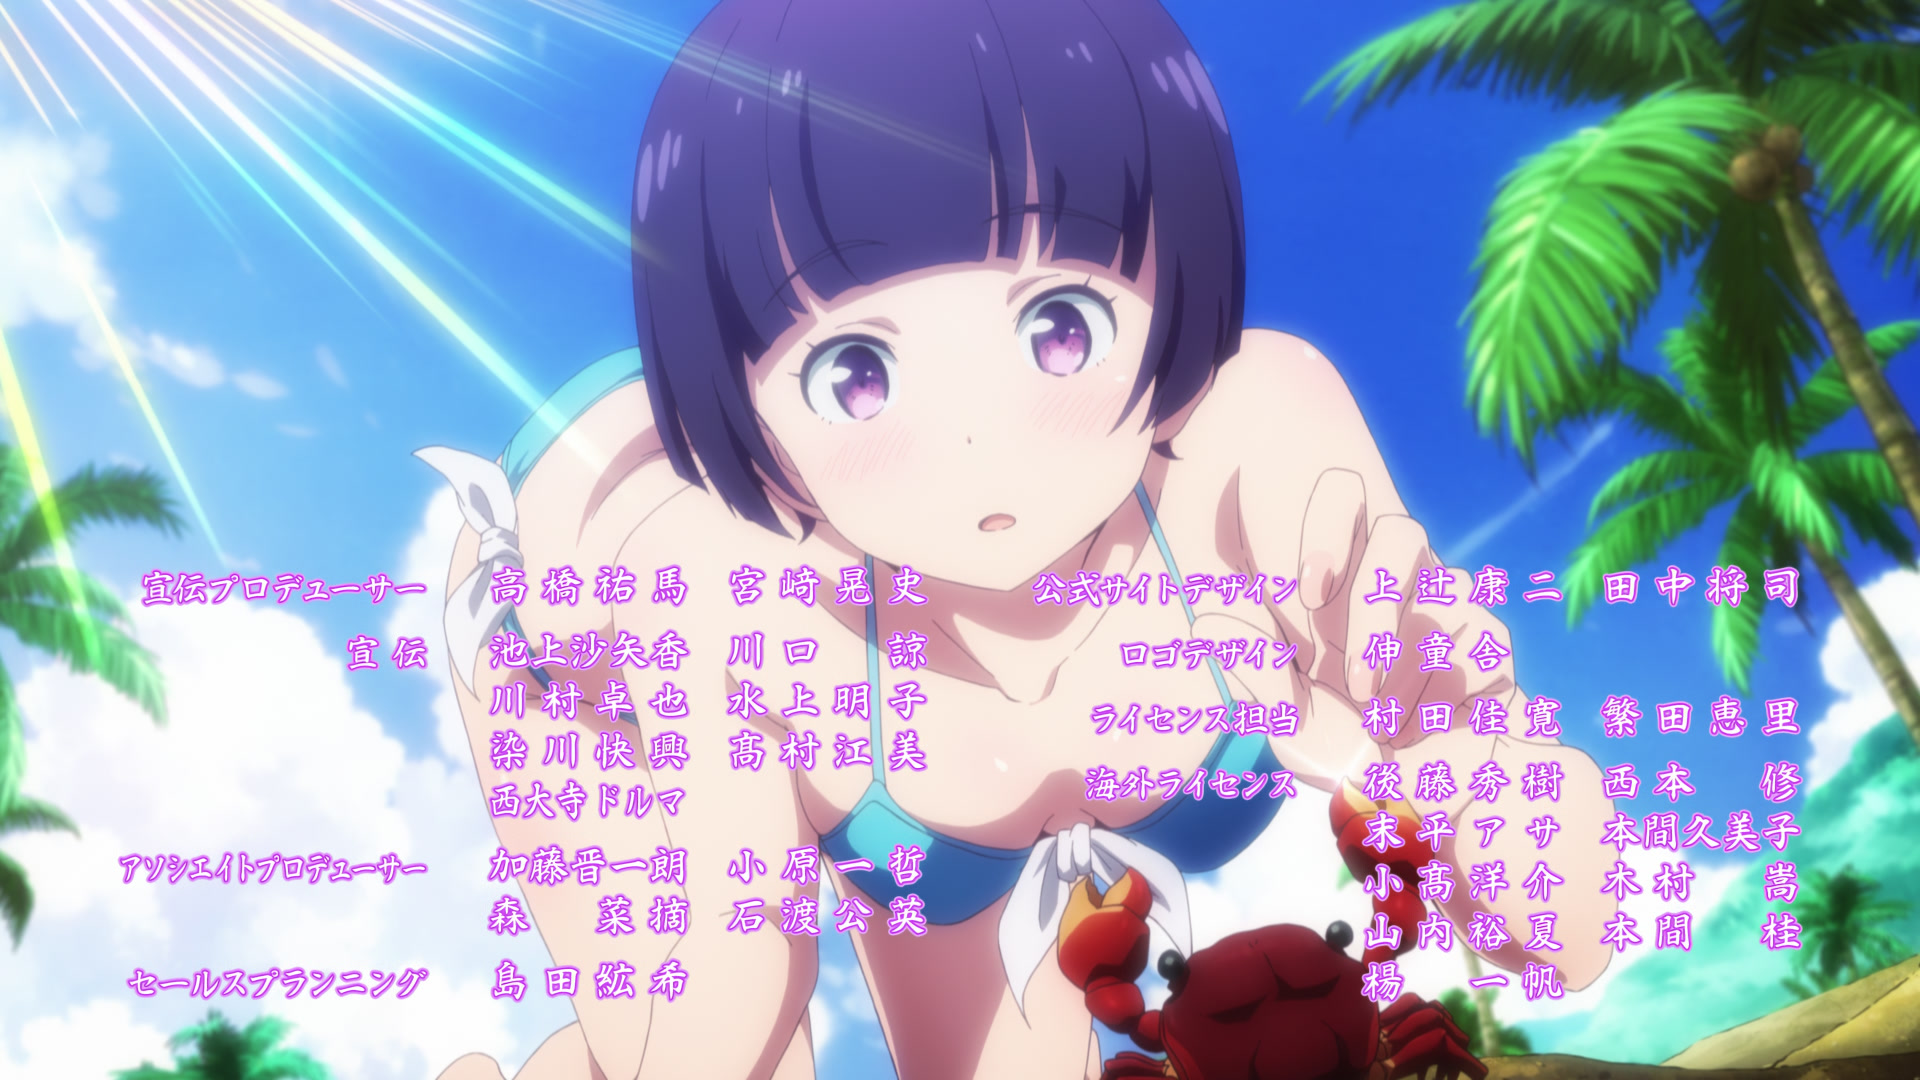 宣伝プロデューサー 高橋祐馬 宮﨑晃史
宣伝 池上沙矢香 川口 諒
川村卓也 水上明子
染川快興 髙村江美
西大寺ドルマ
アソシエイトプロデューサー 加藤晋一朗 小原一哲
森 菜摘 石渡公英
セールスプランニング 島田紘希
公式サイトデザイン 上辻康二 田中将司
ロゴデザイン 伸童舎
ライセンス担当 村田佳寛 繁田恵里
海外ライセンス 後藤秀樹 西本 修
末平アサ 本間久美子
小髙洋介 木村 嵩
山内裕夏 本間 桂
楊 一帆